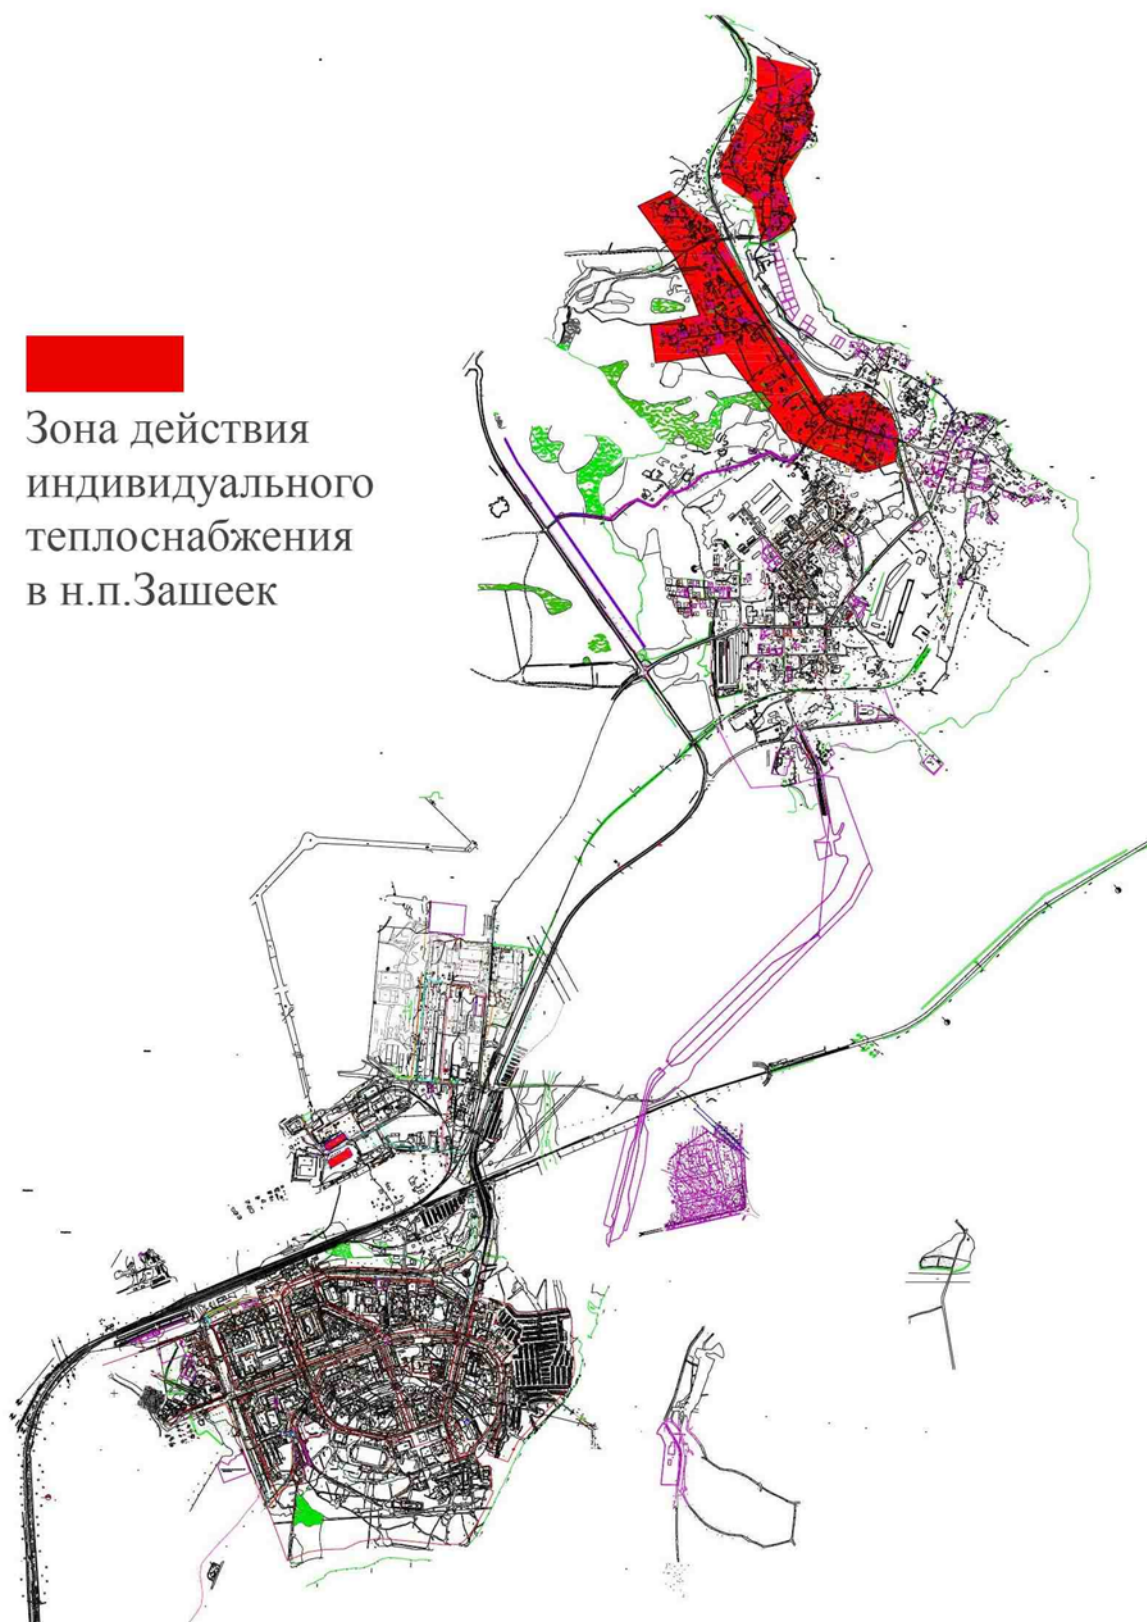 Зона действия
индивидуального
теплоснабжения
в н.п.Зашеек